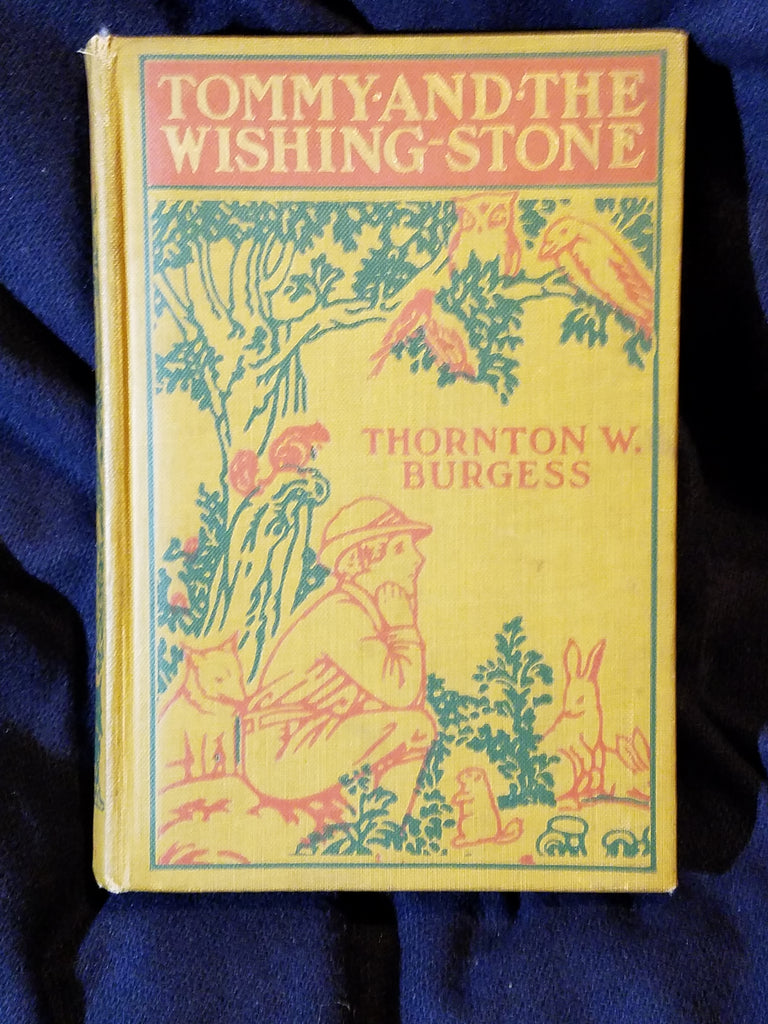 TOMMY·AND·THE
WISHING-STONE
THORNTON W.
BURGESS